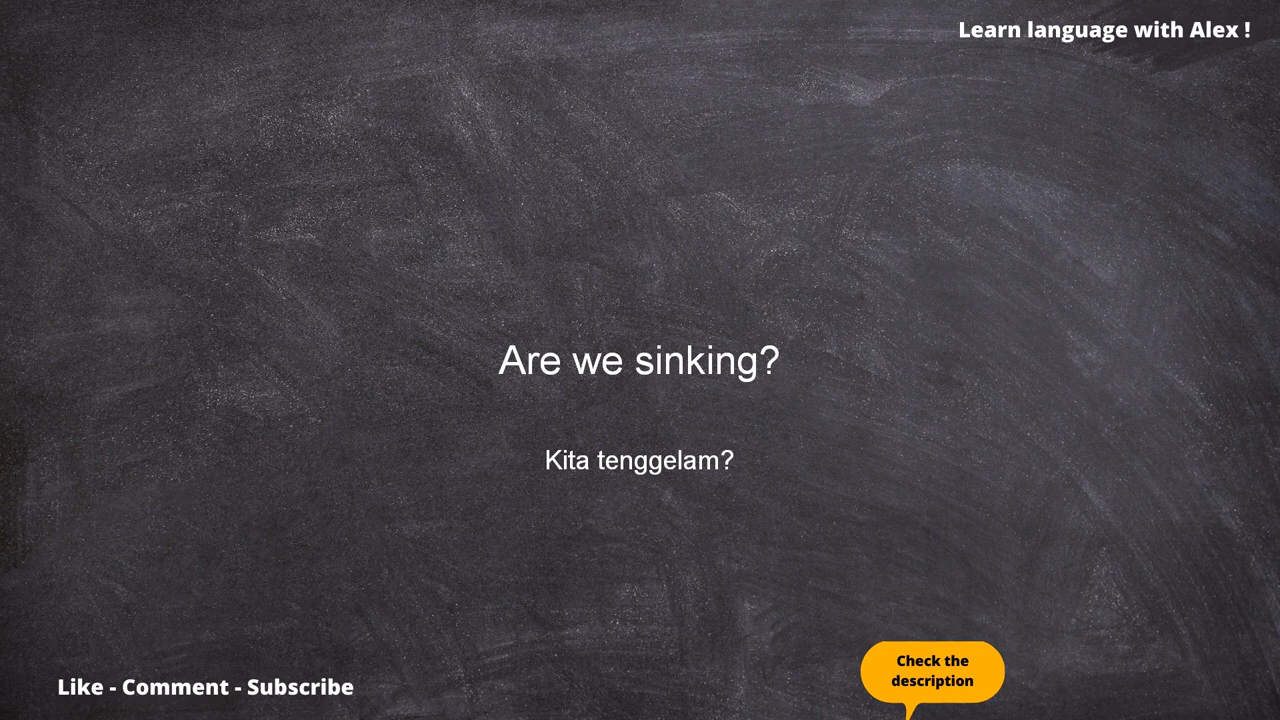 Learn language with Alex !
Are we sinking?
Kita tenggelam?
Check the
description
Like - Comment - Subscribe